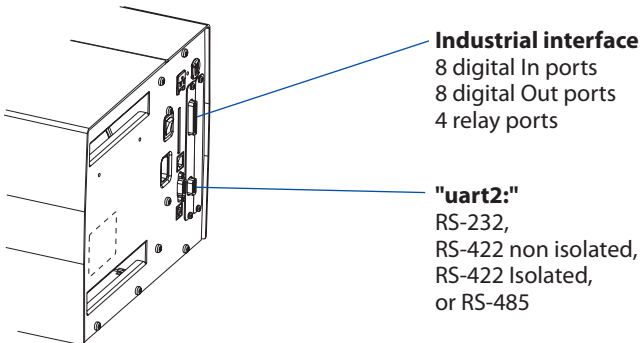 Industrial interface
8 digital In ports
8 digital Out ports
4 relay ports
"uart2:"
RS-232,
RS-422 non isolated,
RS-422 Isolated,
or RS-485